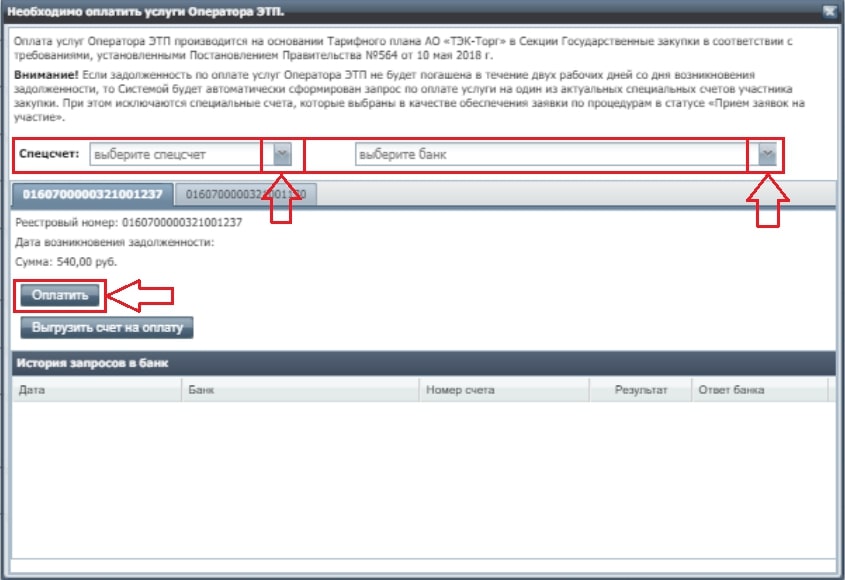 Необходимо оплатить услуги Оператора ЭТП.
Оплата услуг Оператора ЭТП производится на основании Тарифного плана АО «ТЭК-Торг» в Секции Государственные закупки в соответствии с
требованиями, установленными Постановлением Правительства №564 от 10 мая 2018 г.
Внимание! Если задолженность по оплате услуг Оператора ЭТП не будет погашена в течение двух рабочих дней со дня возникновения
задолженности, то Системой будет автоматически сформирован запрос по оплате услуги на один из актуальных специальных счетов участника
закупки. При этом исключаются специальные счета, которые выбраны в качестве обеспечения заявки по процедурам в статусе «Прием заявок на
участие».
Спецсчет: выберите спецсчет выберите банк
0160700000321001237
Реестровый номер: 0160700000321001237
Дата возникновения задолженности:
Сумма: 540,00 руб.
Оплатить
Выгрузить счет на оплату
История запросов в банк
Дата Банк Номер счета Результат Ответ банка